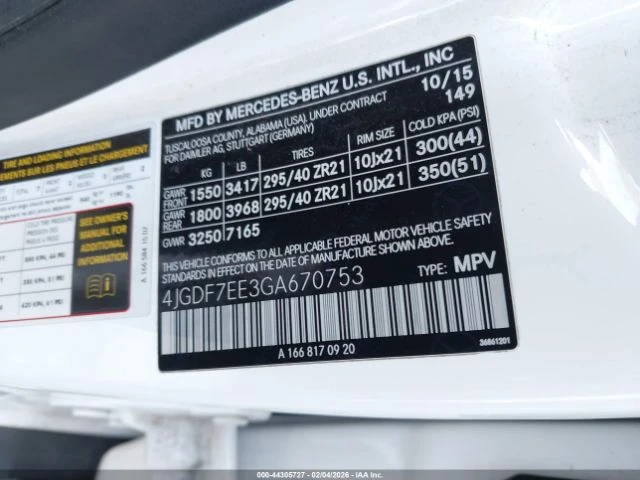 MFD BY MERCEDES-BENZ U.S. INTL., INC
TUSCALOOSA COUNTY, ALABAMA (USA), UNDER CONTRACT 10/15
FOR DAIMLER AG, STUTTGART (GERMANY) 149
KG LB TIRES RIM SIZE COLD KPA (PSI)
GAWR FRONT 1550 3417 295/40 ZR21 10Jx21 300(44)
GAWR REAR 1800 3968 295/40 ZR21 10Jx21 350(51)
GVWR 3250 7165
THIS VEHICLE CONFORMS TO ALL APPLICABLE FEDERAL MOTOR VEHICLE SAFETY
STANDARDS IN EFFECT ON THE DATE OF MANUFACTURE SHOWN ABOVE
4JGDF7EE3GA670753 TYPE: MPV
A 166 817 09 20
36861201
TIRE AND LOADING INFORMATION
SEE OWNER'S
MANUAL FOR
ADDITIONAL
INFORMATION
A 166 584 15 07
000-44305727 - 02/04/2026 - IAA Inc.